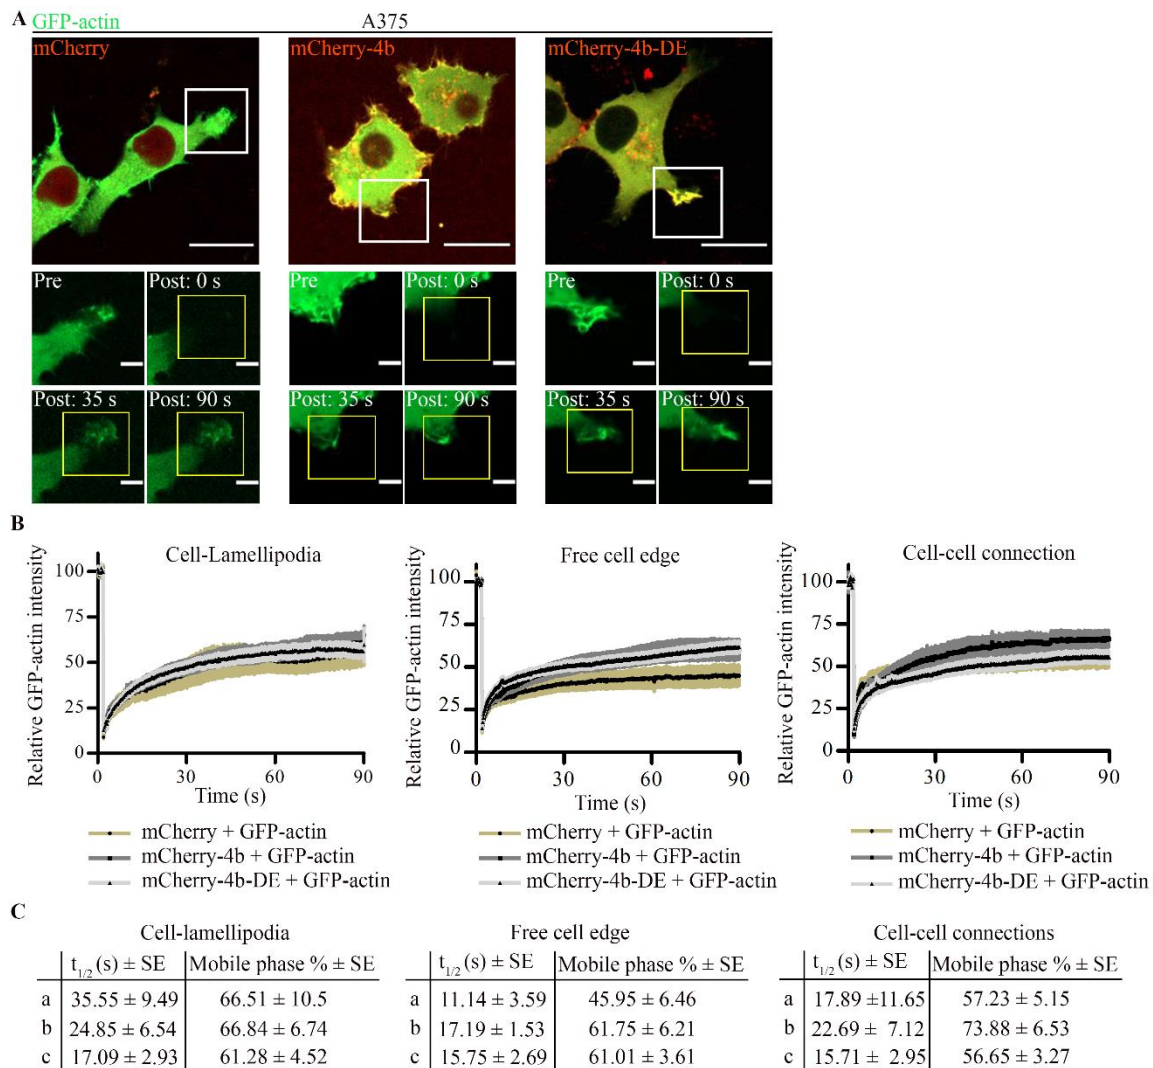 A GFP-actin A375
mCherry mCherry-4b mCherry-4b-DE
Pre Post: 0 s Pre Post: 0 s Pre Post: 0 s
Post: 35 s Post: 90 s Post: 35 s Post: 90 s Post: 35 s Post: 90 s
B
Cell-Lamellipodia
Relative GFP-actin intensity
100
75
50
25
0
0 30 60 90
Time (s)
mCherry + GFP-actin
mCherry-4b + GFP-actin
mCherry-4b-DE + GFP-actin
Free cell edge
Relative GFP-actin intensity
100
75
50
25
0
0 30 60 90
Time (s)
mCherry + GFP-actin
mCherry-4b + GFP-actin
mCherry-4b-DE + GFP-actin
Cell-cell connection
Relative GFP-actin intensity
100
75
50
25
0
0 30 60 90
Time (s)
mCherry + GFP-actin
mCherry-4b + GFP-actin
mCherry-4b-DE + GFP-actin
C
Cell-lamellipodia
t1/2 (s) ± SE Mobile phase % ± SE
a 35.55 ± 9.49 66.51 ± 10.5
b 24.85 ± 6.54 66.84 ± 6.74
c 17.09 ± 2.93 61.28 ± 4.52
Free cell edge
t1/2 (s) ± SE Mobile phase % ± SE
a 11.14 ± 3.59 45.95 ± 6.46
b 17.19 ± 1.53 61.75 ± 6.21
c 15.75 ± 2.69 61.01 ± 3.61
Cell-cell connections
t1/2 (s) ± SE Mobile phase % ± SE
a 17.89 ±11.65 57.23 ± 5.15
b 22.69 ± 7.12 73.88 ± 6.53
c 15.71 ± 2.95 56.65 ± 3.27